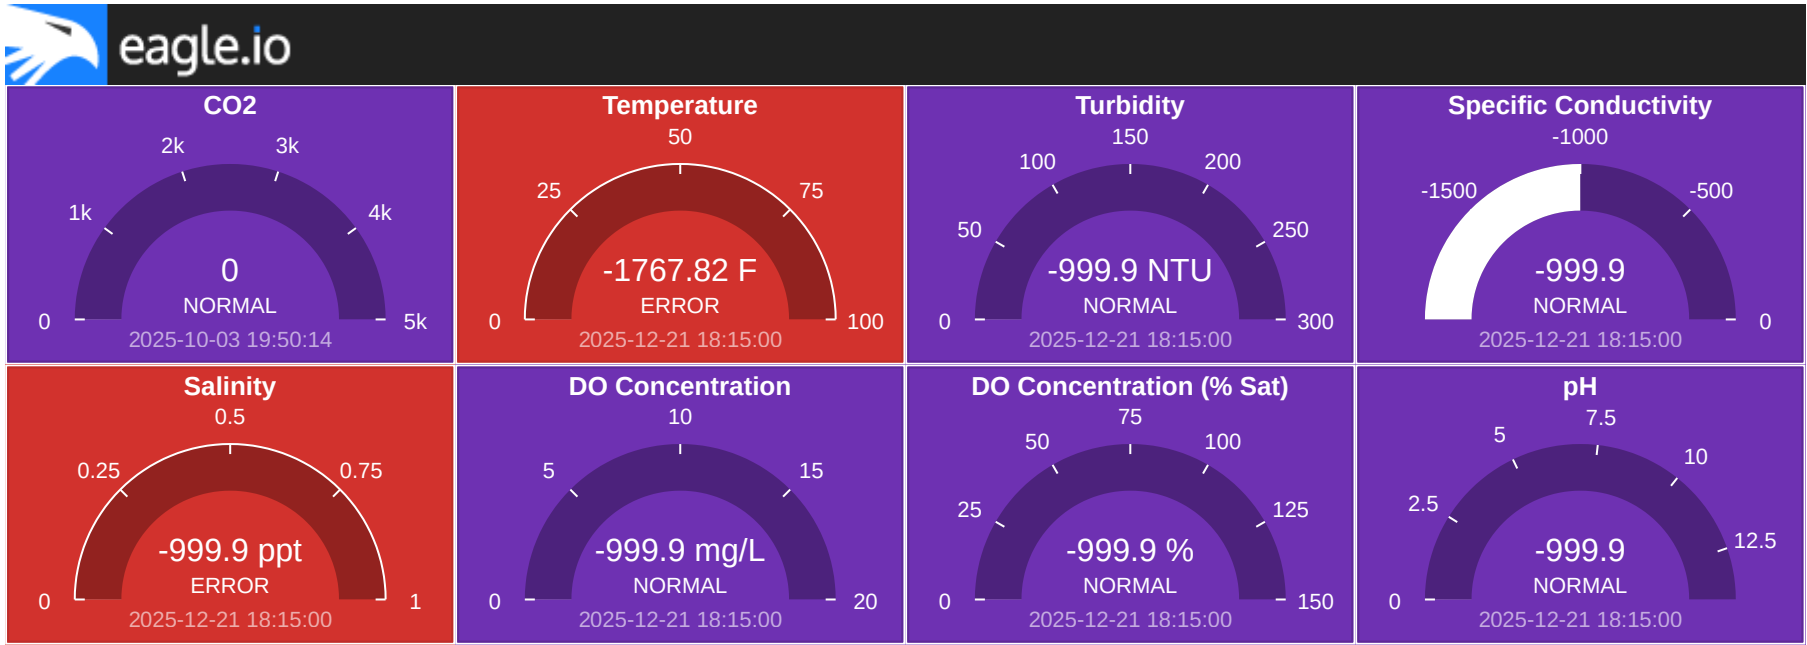 eagle.io
CO2
2k
3k
1k
4k
0
NORMAL
0
5k
2025-10-03 19:50:14
Temperature
50
25
75
-1767.82 F
ERROR
0
100
2025-12-21 18:15:00
Turbidity
150
100
200
50
250
-999.9 NTU
NORMAL
0
300
2025-12-21 18:15:00
Specific Conductivity
-1000
-1500
-500
-999.9
NORMAL
0
2025-12-21 18:15:00
Salinity
0.5
0.25
0.75
-999.9 ppt
ERROR
0
1
2025-12-21 18:15:00
DO Concentration
10
5
15
-999.9 mg/L
NORMAL
0
20
2025-12-21 18:15:00
DO Concentration (% Sat)
75
50
100
25
125
-999.9 %
NORMAL
0
150
2025-12-21 18:15:00
pH
7.5
5
10
2.5
12.5
-999.9
NORMAL
0
2025-12-21 18:15:00